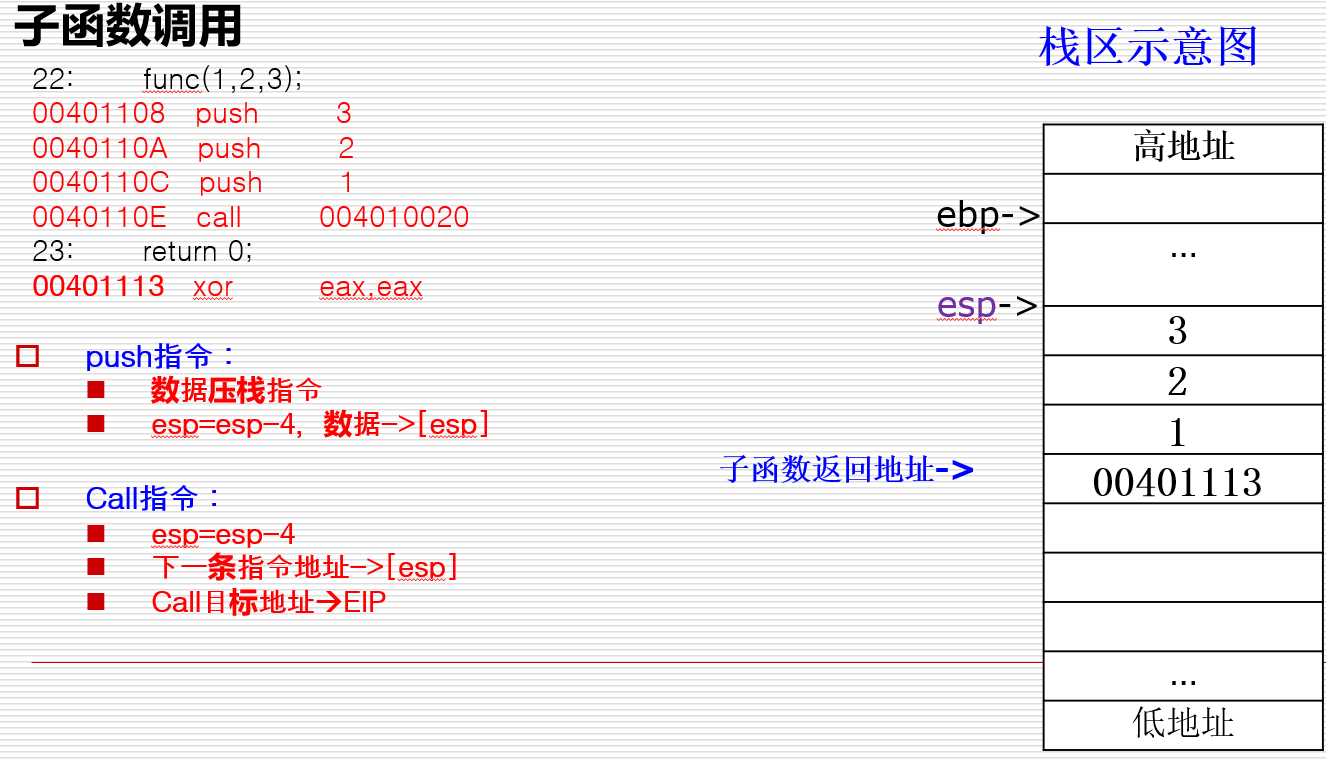 子函数调用
22: func(1,2,3);
00401108 push 3
0040110A push 2
0040110C push 1
0040110E call 004010020
23: return 0;
00401113 xor eax,eax
push指令：
数据压栈指令
esp=esp-4, 数据->[esp]
Call指令：
esp=esp-4
下一条指令地址->[esp]
Call目标地址→EIP
栈区示意图
高地址
ebp->
...
esp->
3
2
1
子函数返回地址->
00401113
...
低地址